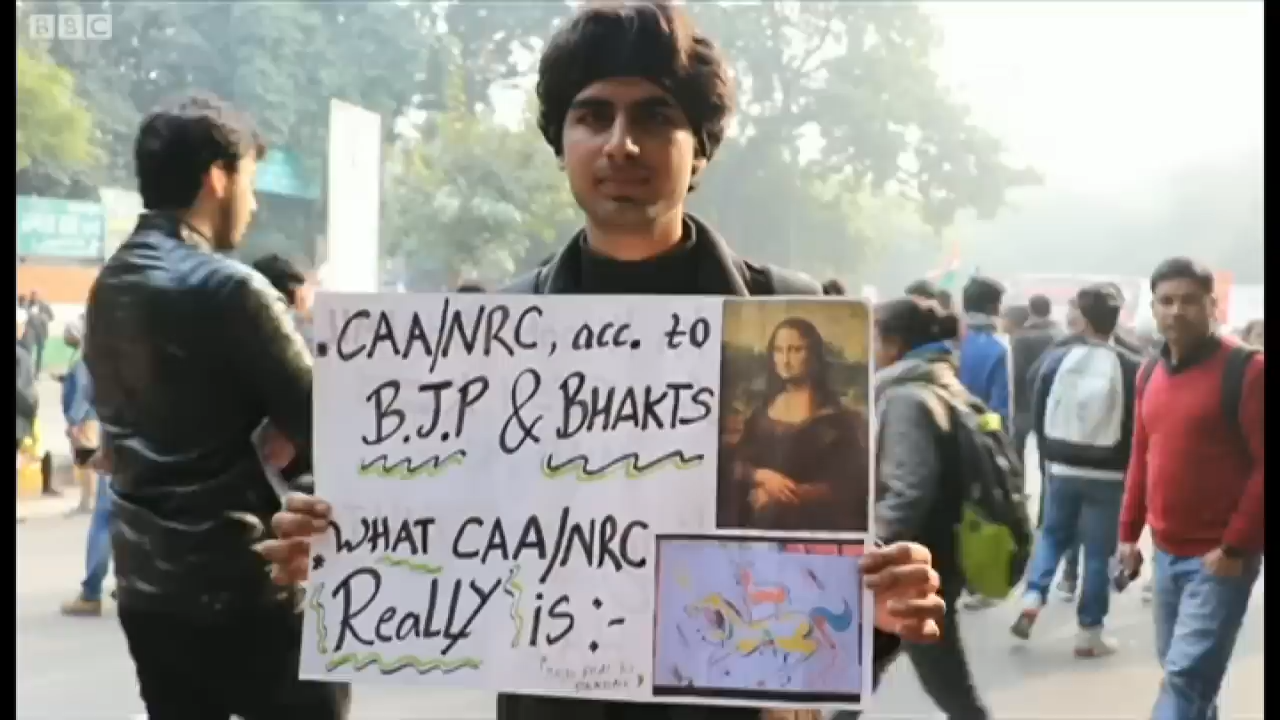 BBC
.CAA/NRC, acc. to
B.J.P & BHAKTS
. WHAT CAA/NRC
ReaLLY is :-